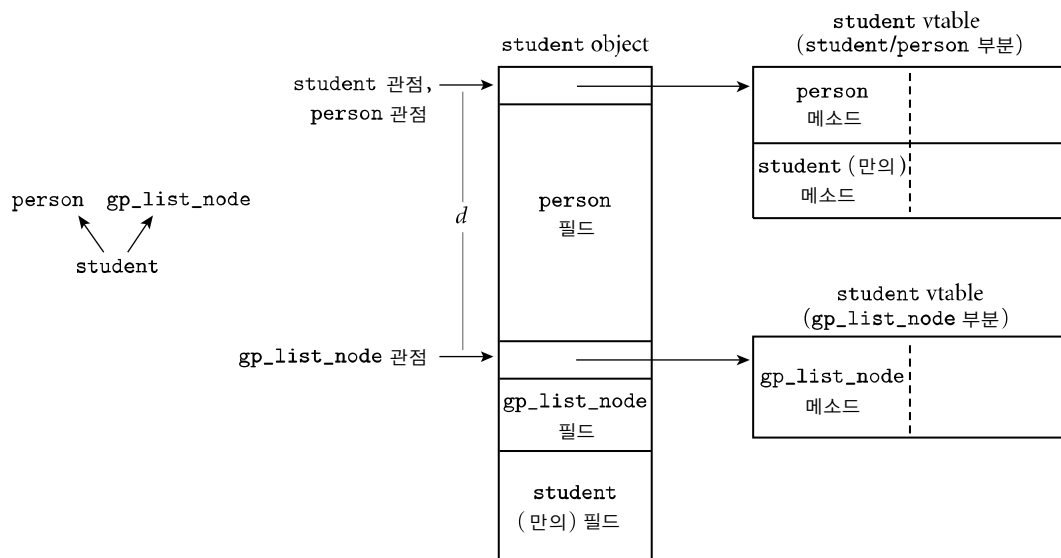 student object
student vtable
(student/person 부분)
student 관점,
person 관점
person
메소드
student (만의)
메소드
person gp_list_node
student
d
person
필드
student vtable
(gp_list_node 부분)
gp_list_node 관점
gp_list_node
필드
gp_list_node
메소드
student
(만의) 필드